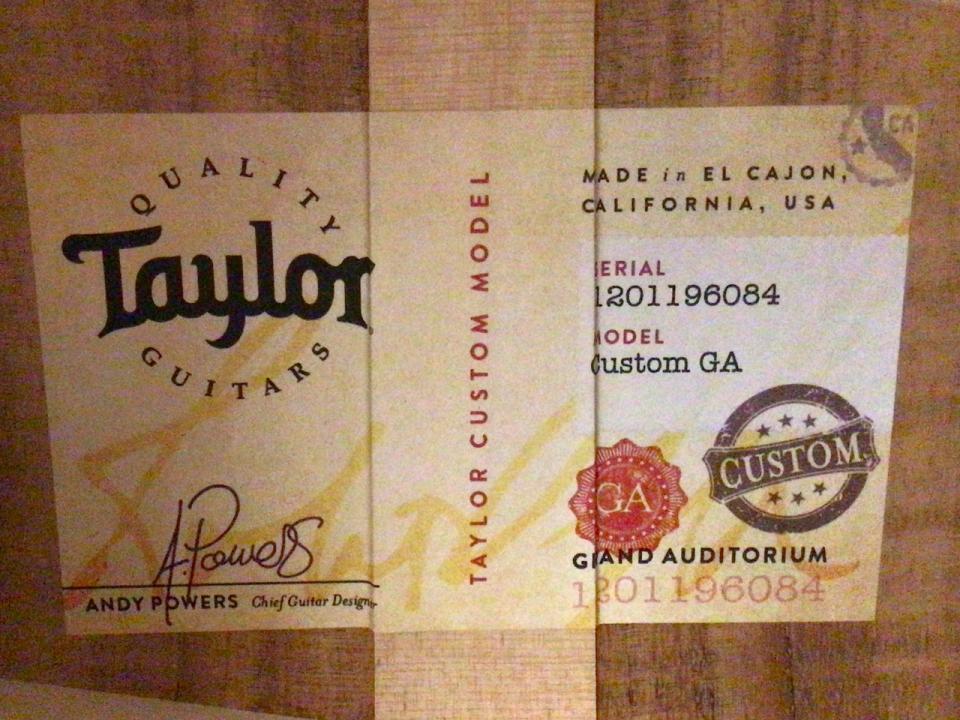 QUALITY
Taylor
GUITARS
A. Powers
ANDY POWERS Chief Guitar Designer
TAYLOR CUSTOM MODEL
CA
MADE in EL CAJON,
CALIFORNIA, USA
SERIAL
1201196084
MODEL
Custom GA
GA
CUSTOM
GRAND AUDITORIUM
1201196084